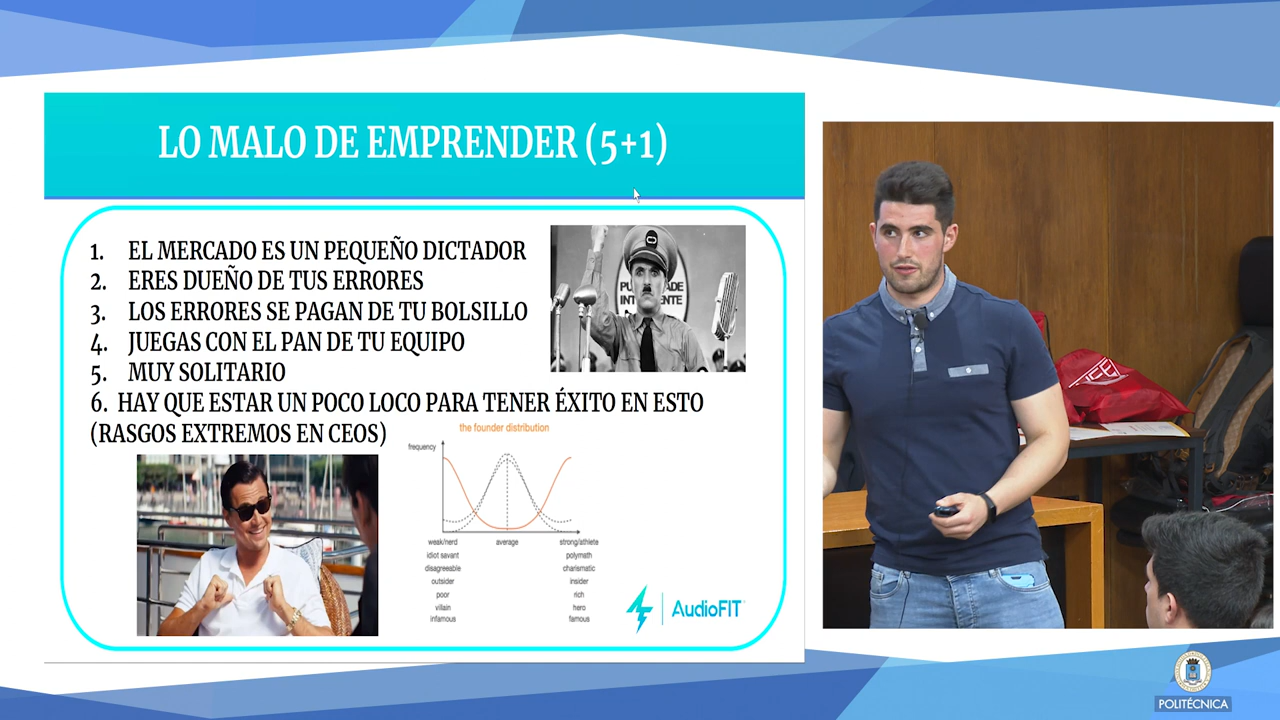 LO MALO DE EMPRENDER (5+1)
1. EL MERCADO ES UN PEQUEÑO DICTADOR
2. ERES DUEÑO DE TUS ERRORES
3. LOS ERRORES SE PAGAN DE TU BOLSILLO
4. JUEGAS CON EL PAN DE TU EQUIPO
5. MUY SOLITARIO
6. HAY QUE ESTAR UN POCO LOCO PARA TENER ÉXITO EN ESTO
(RASGOS EXTREMOS EN CEOS)
the founder distribution
frequency
weak/nerd average strong/athlete
idiot savant polymath
disagreeable charismatic
outsider insider
poor rich
villain hero
infamous famous
AudioFIT
POLITÉCNICA